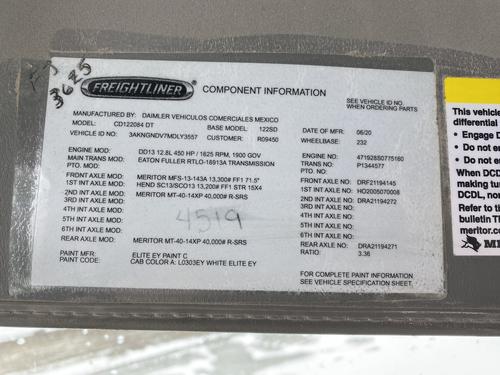 FJ 3625
FREIGHTLINER
COMPONENT INFORMATION
SEE VEHICLE ID NO.
WHEN ORDERING PARTS
MANUFACTURED BY: DAIMLER VEHICULOS COMERCIALES MEXICO
MODEL: CD122084 DT BASE MODEL: 122SD DATE OF MFR: 06/20
VEHICLE ID NO: 3AKNGNDV7MDLY3557 CUSTOMER: R09450 WHEELBASE: 232
ENGINE MOD: DD13 12.8L 450 HP / 1625 RPM, 1900 GOV ENGINE NO: 471928S0775160
MAIN TRANS MOD: EATON FULLER RTLO-18913A TRANSMISSION MAIN TRANS NO: P1344577
PTO. MOD: PTO. NO:
FRONT AXLE MOD: MERITOR MFS-13-143A 13,300# FF1 71.5" FRONT AXLE NO: DRF21194145
1ST INT AXLE MOD: HEND SC13/SCO13 13,200# FF1 STR 15X4 1ST INT AXLE NO: HO2005070008
2ND INT AXLE MOD: MERITOR MT-40-14XP 40,000# R-SRS 2ND INT AXLE NO: DRA21194272
3RD INT AXLE MOD: 3RD INT AXLE NO:
4TH INT AXLE MOD: 4TH INT AXLE NO:
4519
5TH INT AXLE MOD: 5TH INT AXLE NO:
6TH INT AXLE MOD: 6TH INT AXLE NO:
REAR AXLE MOD: MERITOR MT-40-14XP 40,000# R-SRS REAR AXLE NO: DRA21194271
RATIO: 3.36
PAINT MFR: ELITE EY PAINT C
PAINT CODE: CAB COLOR A: L0303EY WHITE ELITE EY
FOR COMPLETE PAINT INFORMATION
SEE VEHICLE SPECIFICATION SHEET.
This vehicle
differential
• Engage D
• Do not e
• Do not e
When DCDL
making tur
DCDL, nor
Refer to th
bulletin T
meritor.co